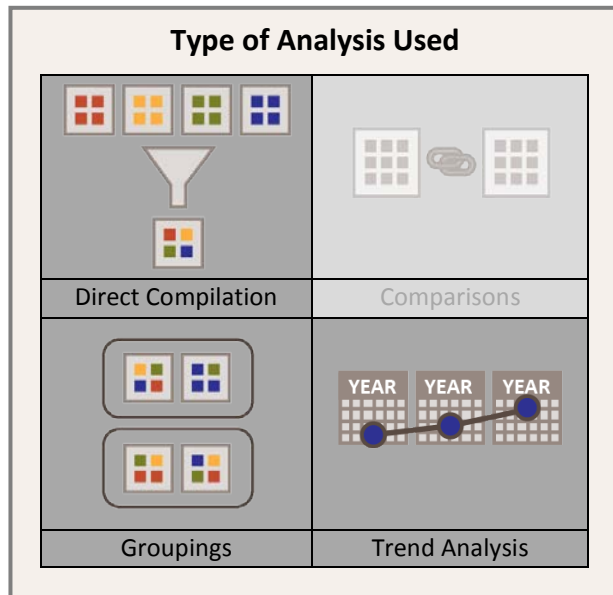 Type of Analysis Used
Direct Compilation
Comparisons
YEAR YEAR YEAR
Groupings
Trend Analysis